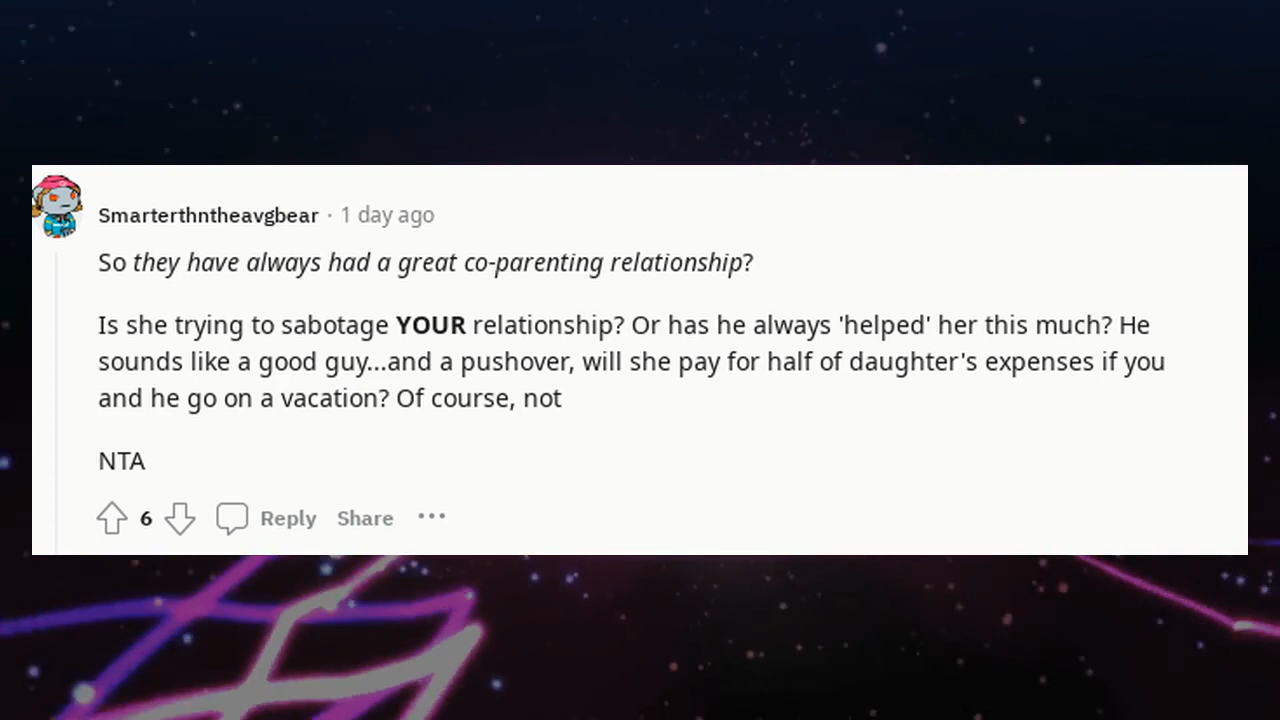 Smarterthntheavgbear · 1 day ago
So they have always had a great co-parenting relationship?
Is she trying to sabotage YOUR relationship? Or has he always 'helped' her this much? He
sounds like a good guy...and a pushover, will she pay for half of daughter's expenses if you
and he go on a vacation? Of course, not
NTA
6 Reply Share ···